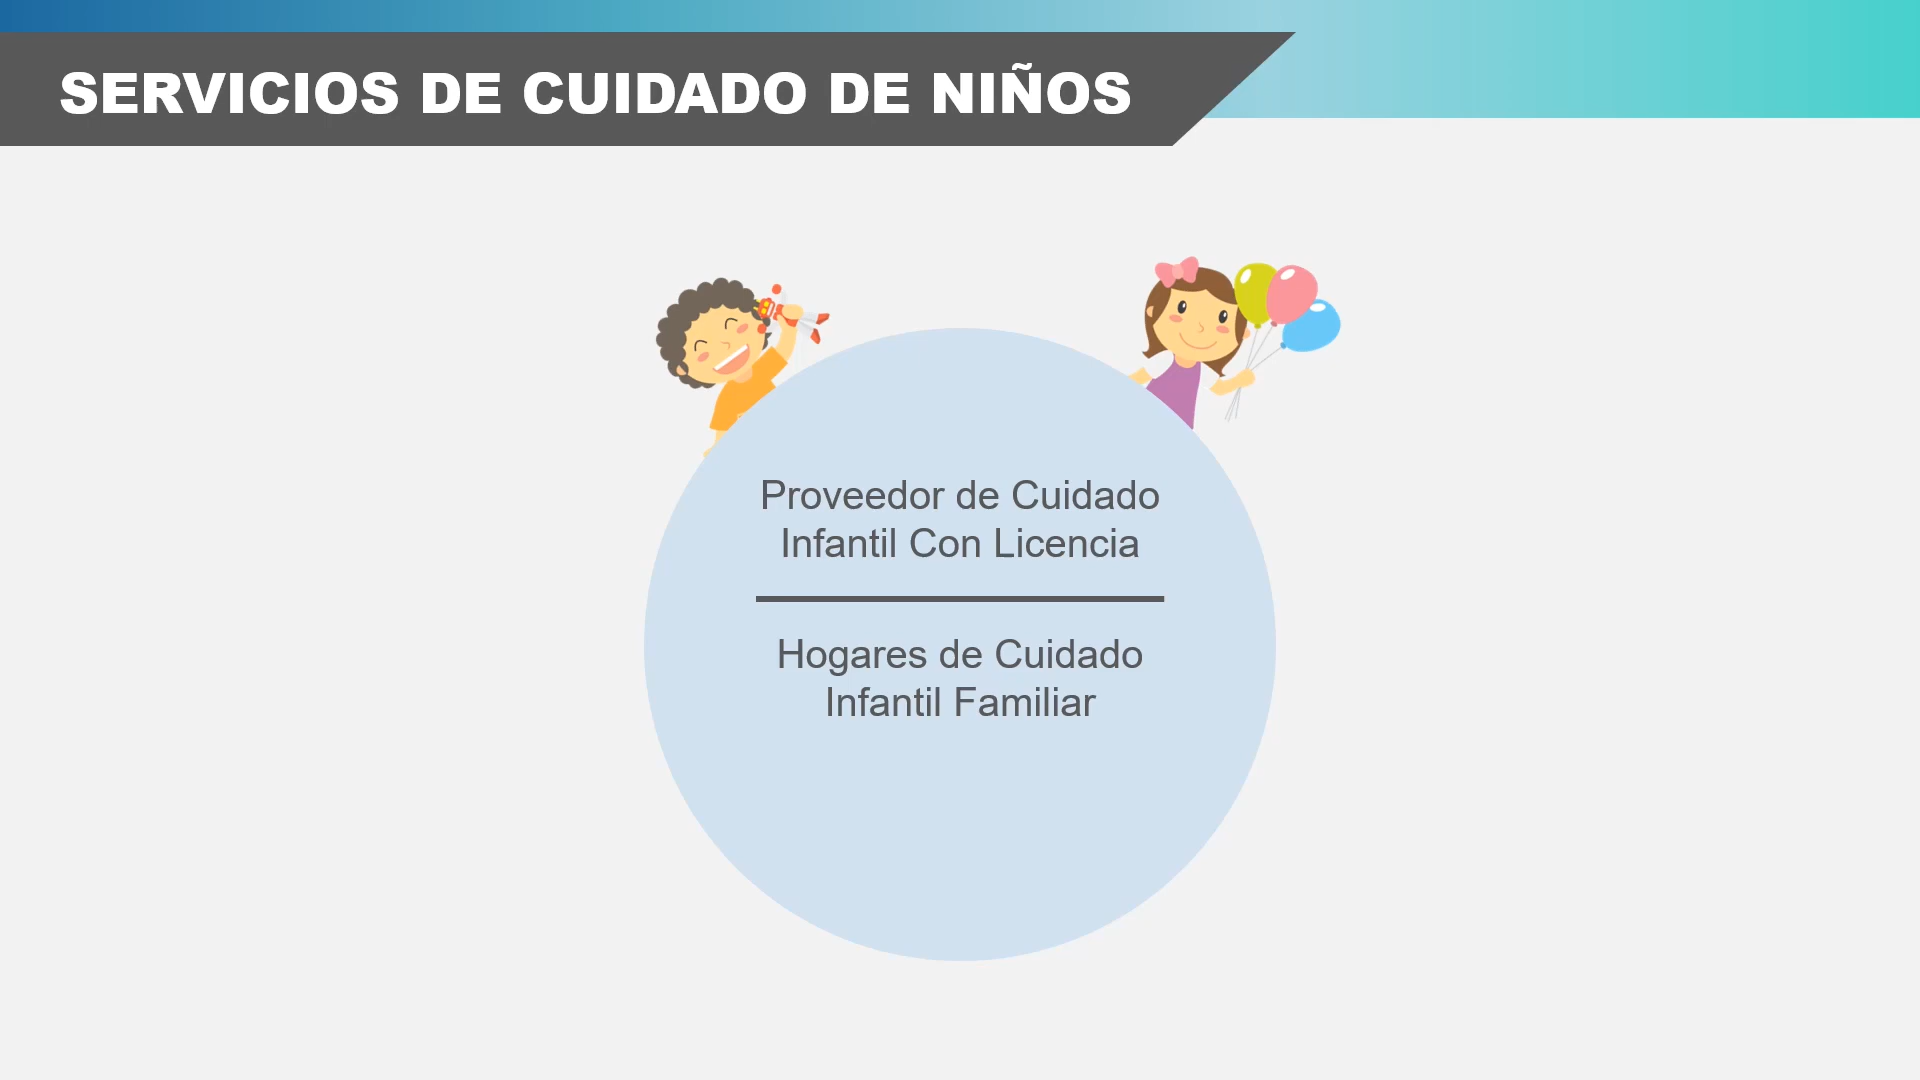 SERVICIOS DE CUIDADO DE NIÑOS
Proveedor de Cuidado
Infantil Con Licencia
Hogares de Cuidado
Infantil Familiar